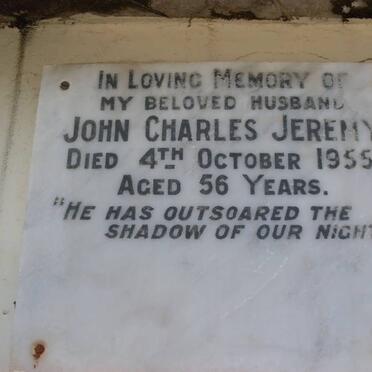 IN LOVING MEMORY OF
MY BELOVED HUSBAND
JOHN CHARLES JEREMY
DIED 4TH OCTOBER 1955
AGED 56 YEARS.
"HE HAS OUTSOARED THE
SHADOW OF OUR NIGHT